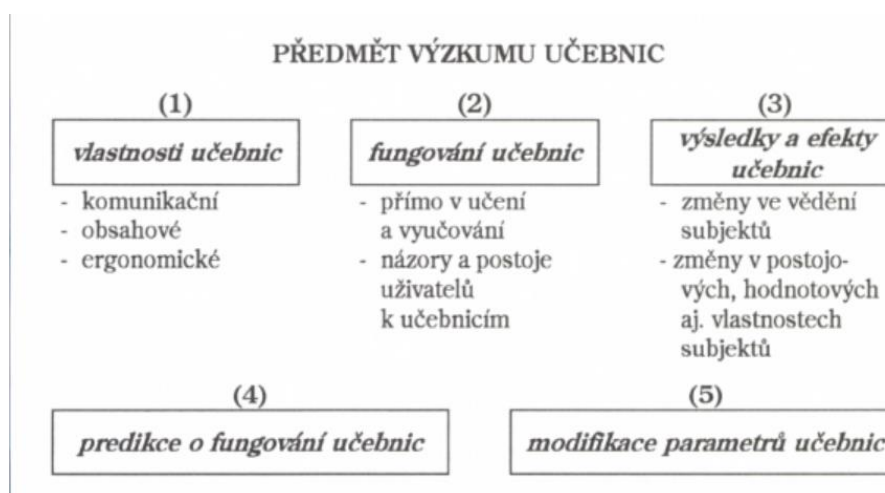 PŘEDMĚT VÝZKUMU UČEBNIC
(1)
vlastnosti učebnic
- komunikační
- obsahové
- ergonomické
(2)
fungování učebnic
- přímo v učení
a vyučování
- názory a postoje
uživatelů
k učebnicím
(3)
výsledky a efekty
učebnic
- změny ve vědění
subjektů
- změny v postojo-
vých, hodnotových
aj. vlastnostech
subjektů
(4)
predikce o fungování učebnic
(5)
modifikace parametrů učebnic